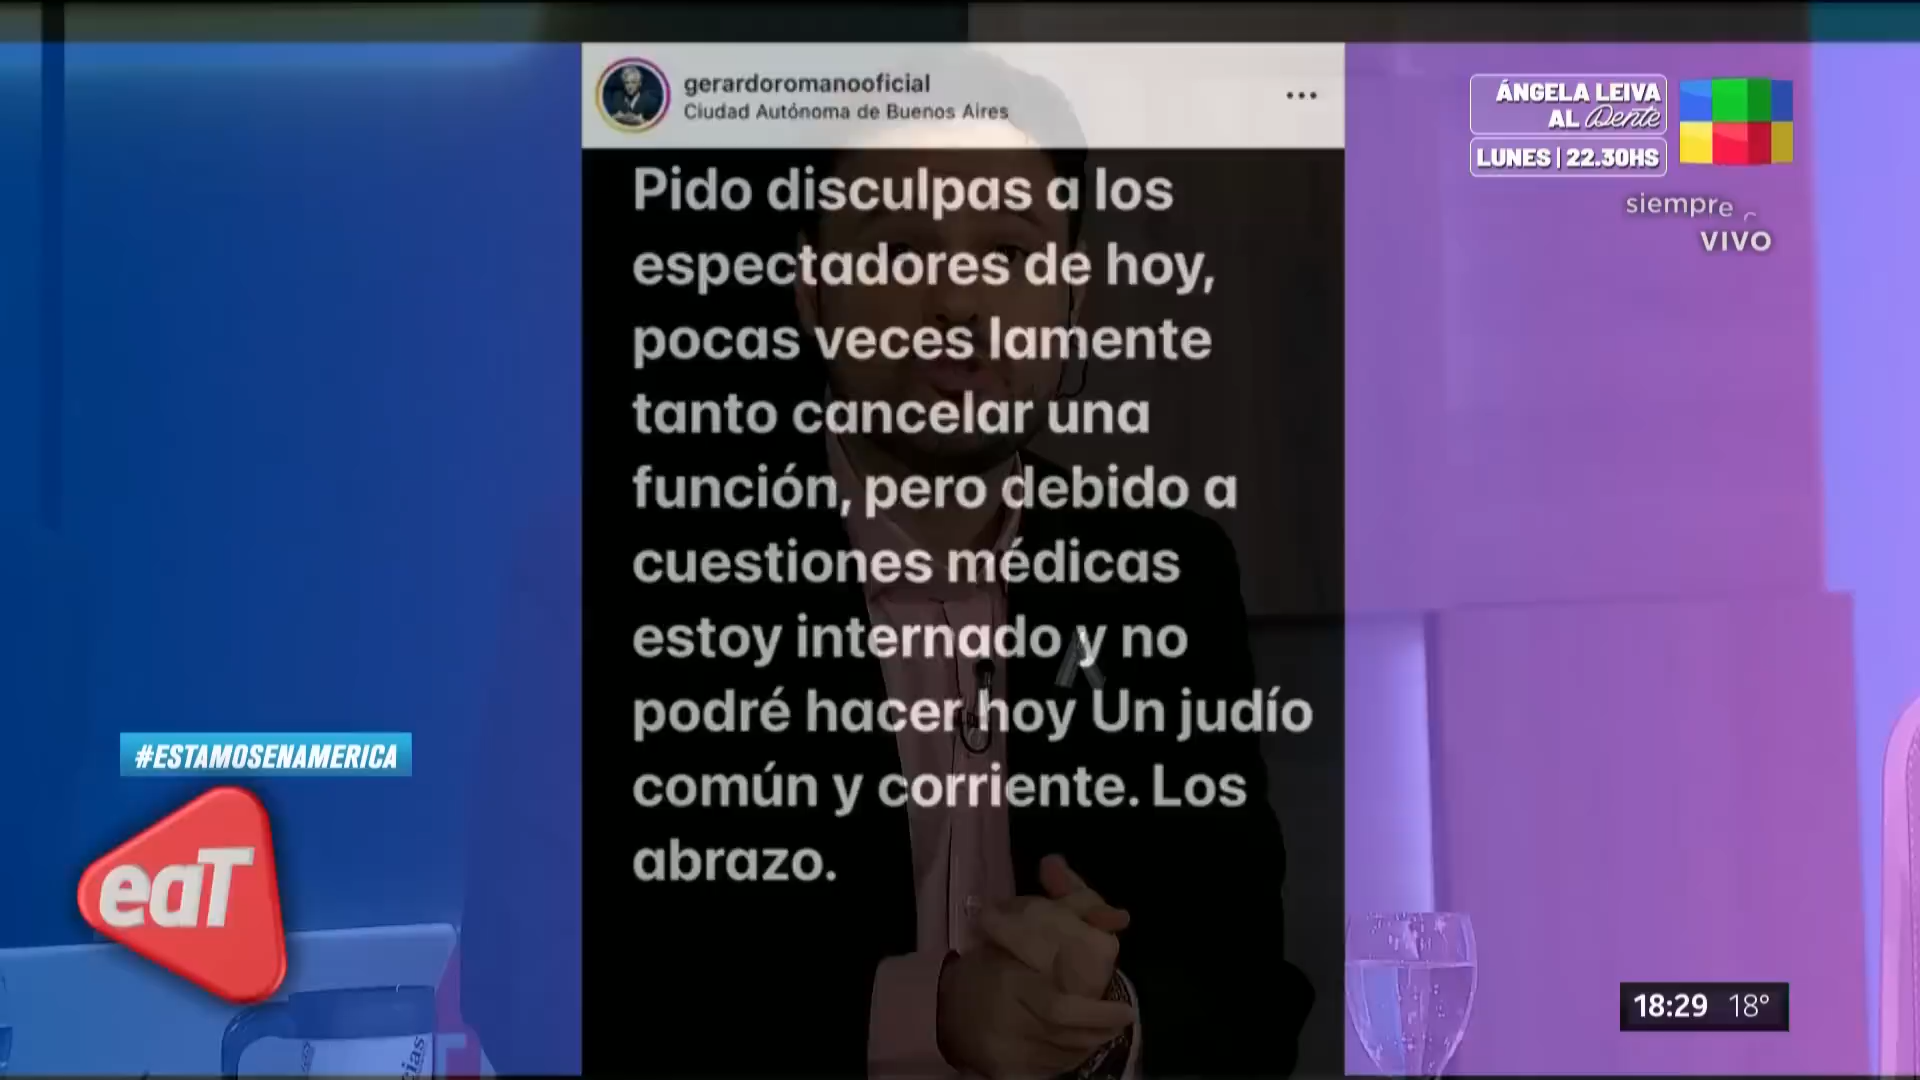 gerardoromanooficial
Ciudad Autónoma de Buenos Aires
Pido disculpas a los
espectadores de hoy,
pocas veces lamente
tanto cancelar una
función, pero debido a
cuestiones médicas
estoy internado y no
podré hacer hoy Un judío
común y corriente. Los
abrazo.
ÁNGELA LEIVA
AL Dente
LUNES | 22.30HS
siempre
VIVO
#ESTAMOSENAMERICA
eaT
18:29 18°